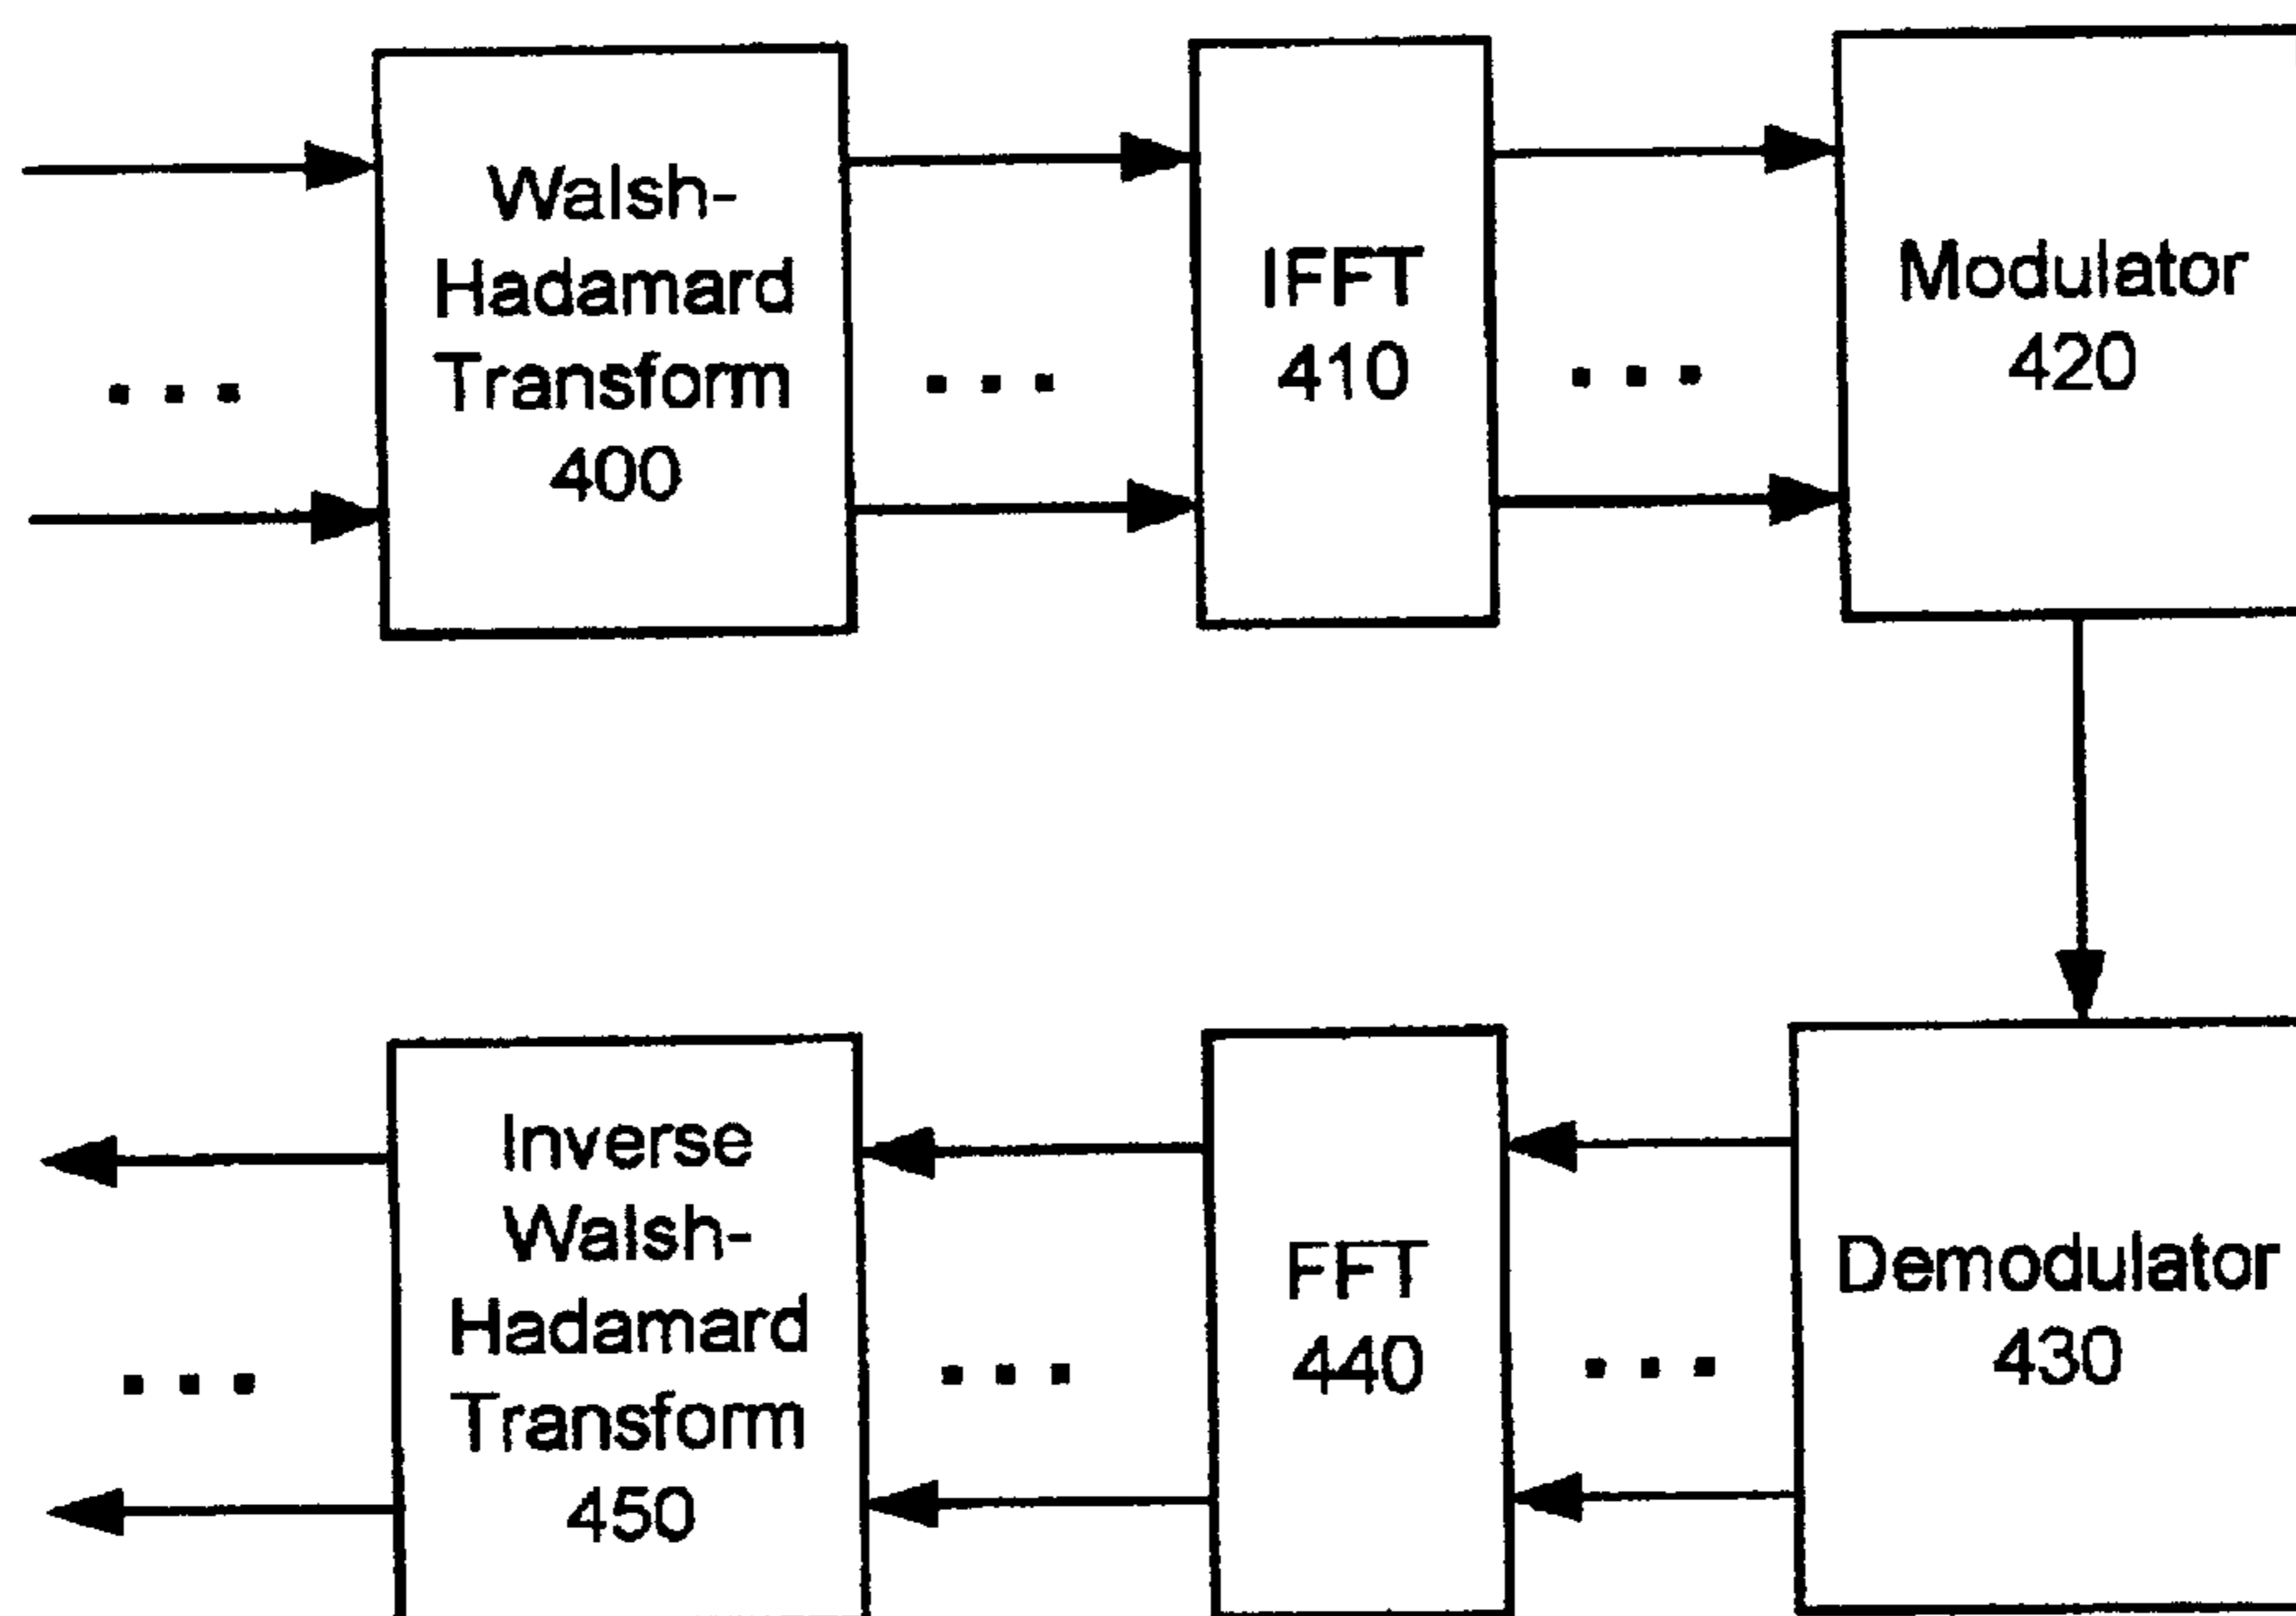 Walsh-
Hadamard
Transform
400
IFFT
410
Modulator
420
Inverse
Walsh-
Hadamard
Transform
450
FFT
440
Demodulator
430